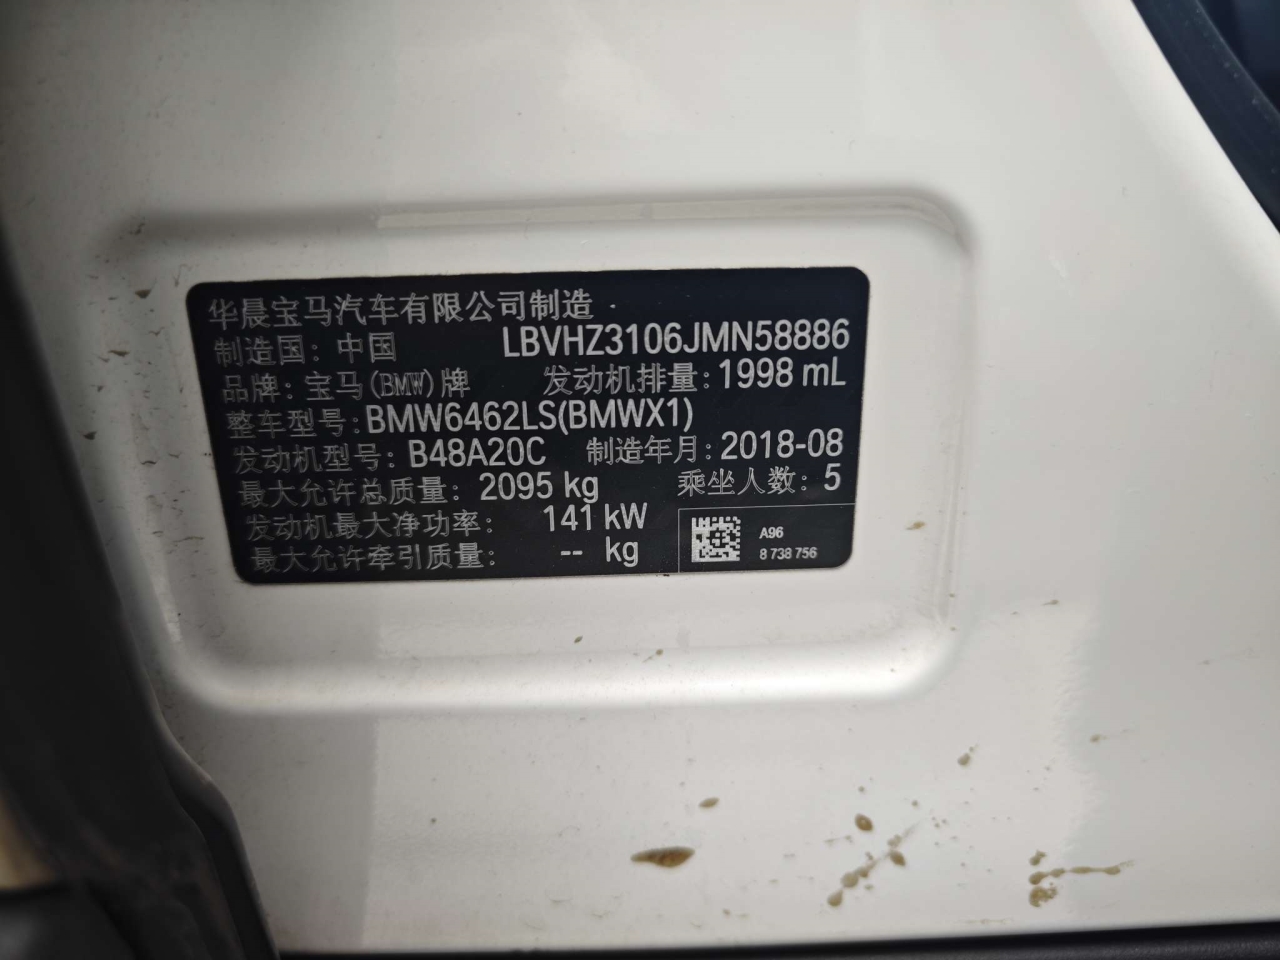 华晨宝马汽车有限公司制造
制造国：中国 LBVHZ3106JMN58886
品牌：宝马(BMW)牌 发动机排量：1998 mL
整车型号：BMW6462LS(BMWX1)
发动机型号：B48A20C 制造年月：2018-08
最大允许总质量：2095 kg 乘坐人数：5
发动机最大净功率：141 kW
最大允许牵引质量：-- kg
A96
8 738 756